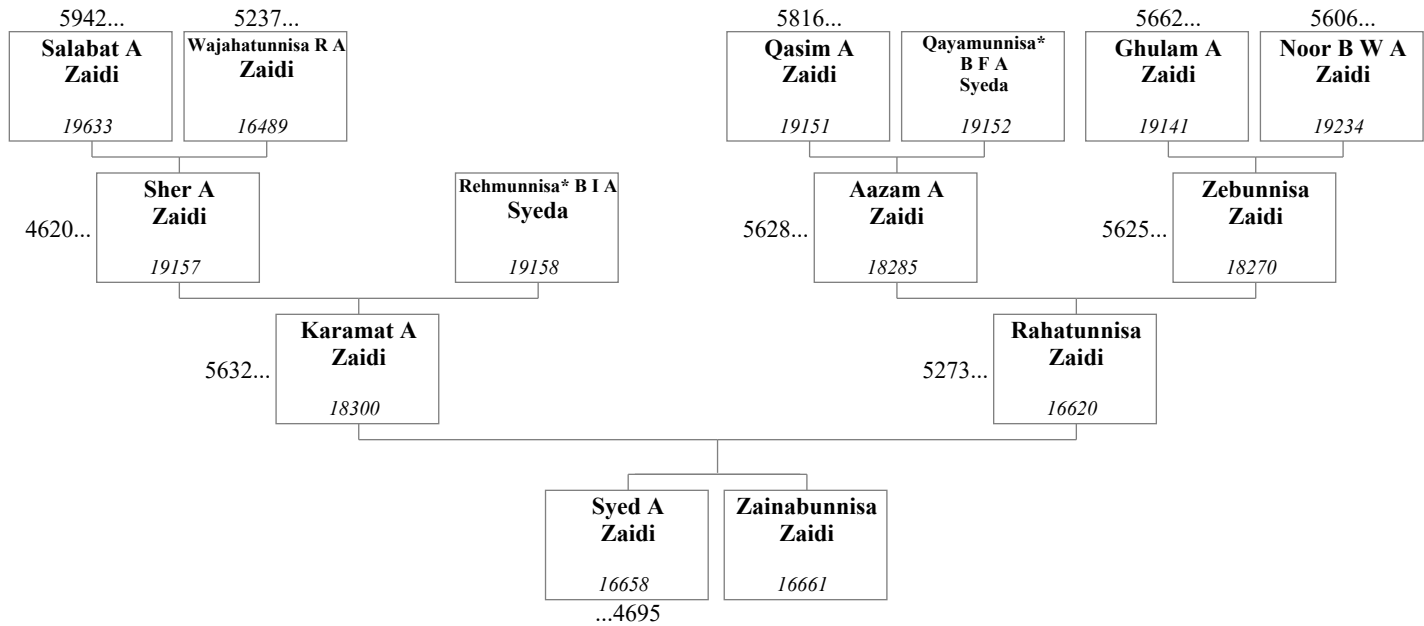 5942...
5237...
5816...
5662...
5606...
Salabat A
Zaidi
19633
Wajahatunnisa R A
Zaidi
16489
Qasim A
Zaidi
19151
Qayamunnisa*
B F A
Syeda
19152
Ghulam A
Zaidi
19141
Noor B W A
Zaidi
19234
4620...
Sher A
Zaidi
19157
Rehmunnisa* B I A
Syeda
19158
5628...
Aazam A
Zaidi
18285
5625...
Zebunnisa
Zaidi
18270
5632...
Karamat A
Zaidi
18300
5273...
Rahatunnisa
Zaidi
16620
Syed A
Zaidi
16658
...4695
Zainabunnisa
Zaidi
16661